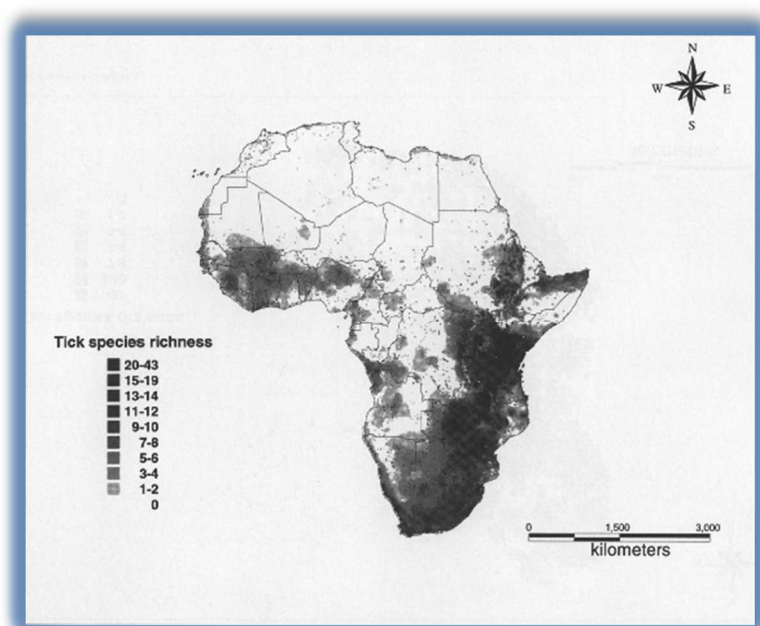 N
W E
S
Tick species richness
20-43
15-19
13-14
11-12
9-10
7-8
5-6
3-4
1-2
0
0 1,500 3,000
kilometers